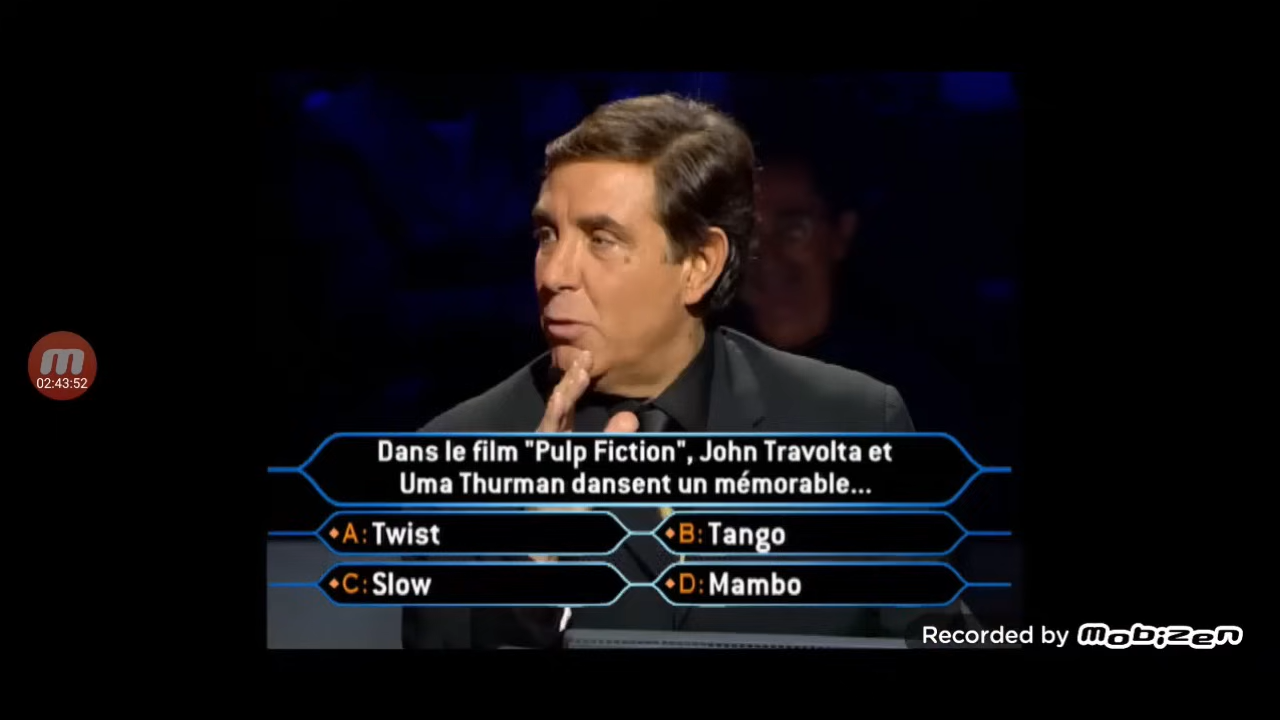 Dans le film "Pulp Fiction", John Travolta et
Uma Thurman dansent un mémorable...
A: Twist
B: Tango
C: Slow
D: Mambo
02:43:52
Recorded by Mobizen